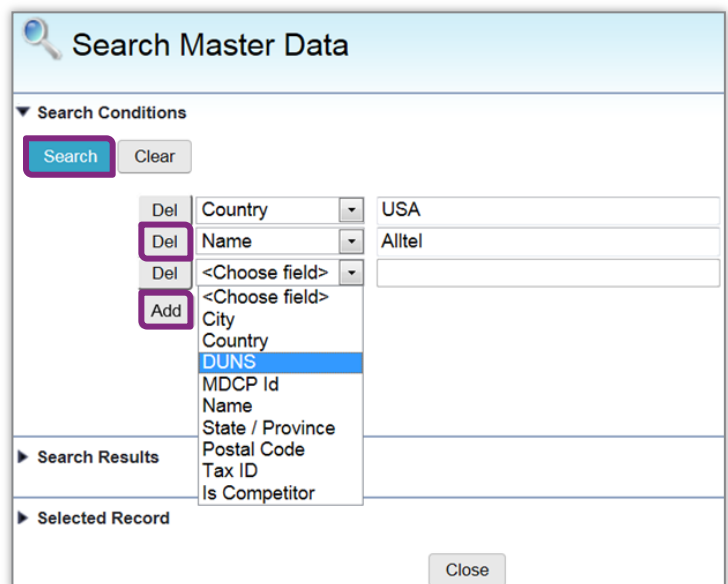 Search Master Data
Search Conditions
Search Clear
Del Country USA
Del Name Alltel
Del <Choose field>
Add <Choose field>
City
Country
DUNS
MDCP Id
Name
State / Province
Postal Code
Tax ID
Is Competitor
Search Results
Selected Record
Close